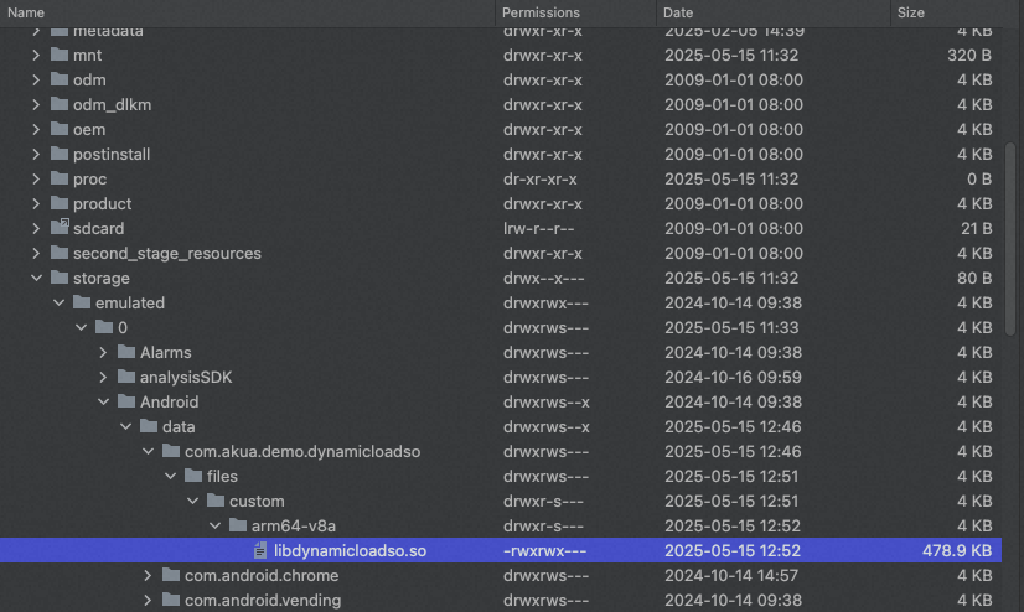 Name Permissions Date Size
metadata drwxr-xr-x 2025-02-05 14:39 4 KB
mnt drwxr-xr-x 2025-05-15 11:32 320 B
odm drwxr-xr-x 2009-01-01 08:00 4 KB
odm_dlkm drwxr-xr-x 2009-01-01 08:00 4 KB
oem drwxr-xr-x 2009-01-01 08:00 4 KB
postinstall drwxr-xr-x 2009-01-01 08:00 4 KB
proc dr-xr-xr-x 2025-05-15 11:32 0 B
product drwxr-xr-x 2009-01-01 08:00 4 KB
sdcard lrw-r--r-- 2009-01-01 08:00 21 B
second_stage_resources drwxr-xr-x 2009-01-01 08:00 4 KB
storage drwx--x--- 2025-05-15 11:32 80 B
emulated drwxrwx--- 2024-10-14 09:38 4 KB
0 drwxrws--- 2025-05-15 11:33 4 KB
Alarms drwxrws--- 2024-10-14 09:38 4 KB
analysisSDK drwxrws--- 2024-10-16 09:59 4 KB
Android drwxrws--x 2024-10-14 09:38 4 KB
data drwxrws--x 2025-05-15 12:46 4 KB
com.akua.demo.dynamicloadso drwxrws--- 2025-05-15 12:46 4 KB
files drwxrws--- 2025-05-15 12:51 4 KB
custom drwxr-s--- 2025-05-15 12:51 4 KB
arm64-v8a drwxr-s--- 2025-05-15 12:52 4 KB
libdynamicloadso.so -rwxrwx--- 2025-05-15 12:52 478.9 KB
com.android.chrome drwxrws--- 2024-10-14 14:57 4 KB
com.android.vending drwxrws--- 2024-10-14 09:38 4 KB